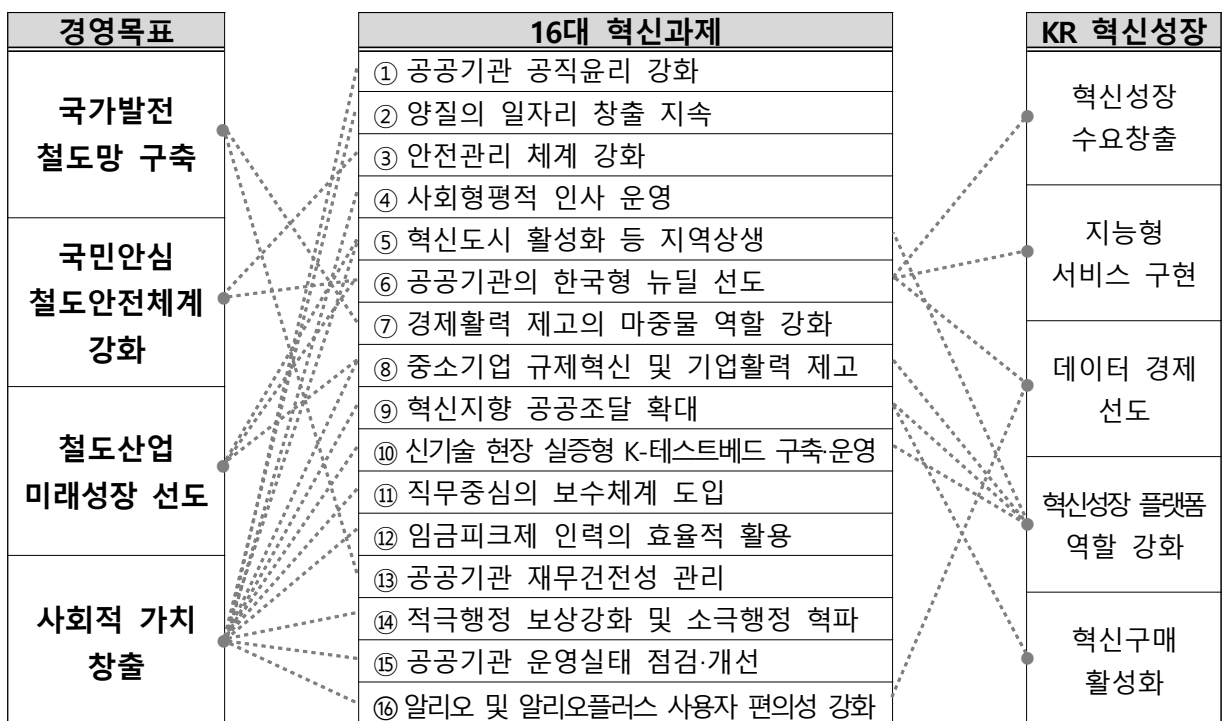 경영목표
국가발전
철도망 구축
국민안심
철도안전체계
강화
철도산업
미래성장 선도
사회적 가치
창출
16대 혁신과제
① 공공기관 공직윤리 강화
② 양질의 일자리 창출 지속
③ 안전관리 체계 강화
④ 사회형평적 인사 운영
⑤ 혁신도시 활성화 등 지역상생
⑥ 공공기관의 한국형 뉴딜 선도
⑦ 경제활력 제고의 마중물 역할 강화
⑧ 중소기업 규제혁신 및 기업활력 제고
⑨ 혁신지향 공공조달 확대
⑩ 신기술 현장 실증형 K-테스트베드 구축·운영
⑪ 직무중심의 보수체계 도입
⑫ 임금피크제 인력의 효율적 활용
⑬ 공공기관 재무건전성 관리
⑭ 적극행정 보상강화 및 소극행정 혁파
⑮ 공공기관 운영실태 점검·개선
⑯ 알리오 및 알리오플러스 사용자 편의성 강화
KR 혁신성장
혁신성장
수요창출
지능형
서비스 구현
데이터 경제
선도
혁신성장 플랫폼
역할 강화
혁신구매
활성화